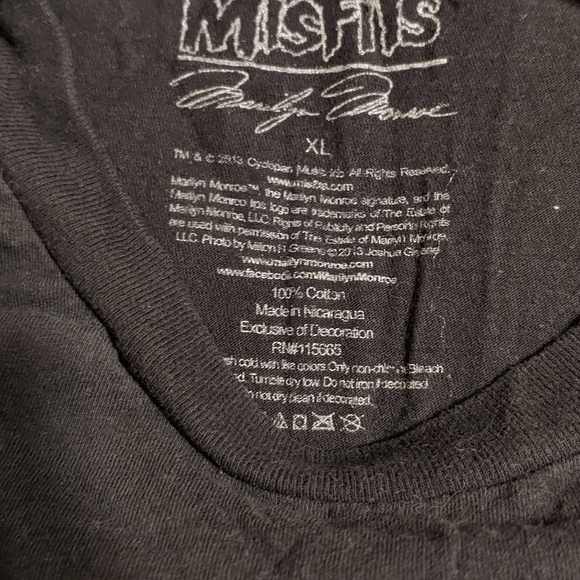 MISFITS
Marilyn Monroe
XL
TM & © 2013 Cyclopian Music Inc All Rights Reserved.
www.misfits.com
Marilyn Monroe™, the Marilyn Monroe signature, and the
Marilyn Monroe lips logo are trademarks of The Estate of
Marilyn Monroe, LLC. Rights of Publicity and Persona Rights
are used with permission of The Estate of Marilyn Monroe,
LLC. Photo by Milton H. Greene © 2013 Joshua Greene
www.marilynmonroe.com
www.facebook.com/MarilynMonroe
100% Cotton
Made in Nicaragua
Exclusive of Decoration
RN#115665
cold with like colors. Only non-chlorine Bleach
Tumble dry low. Do not iron if decorated
not dry clean if decorated.